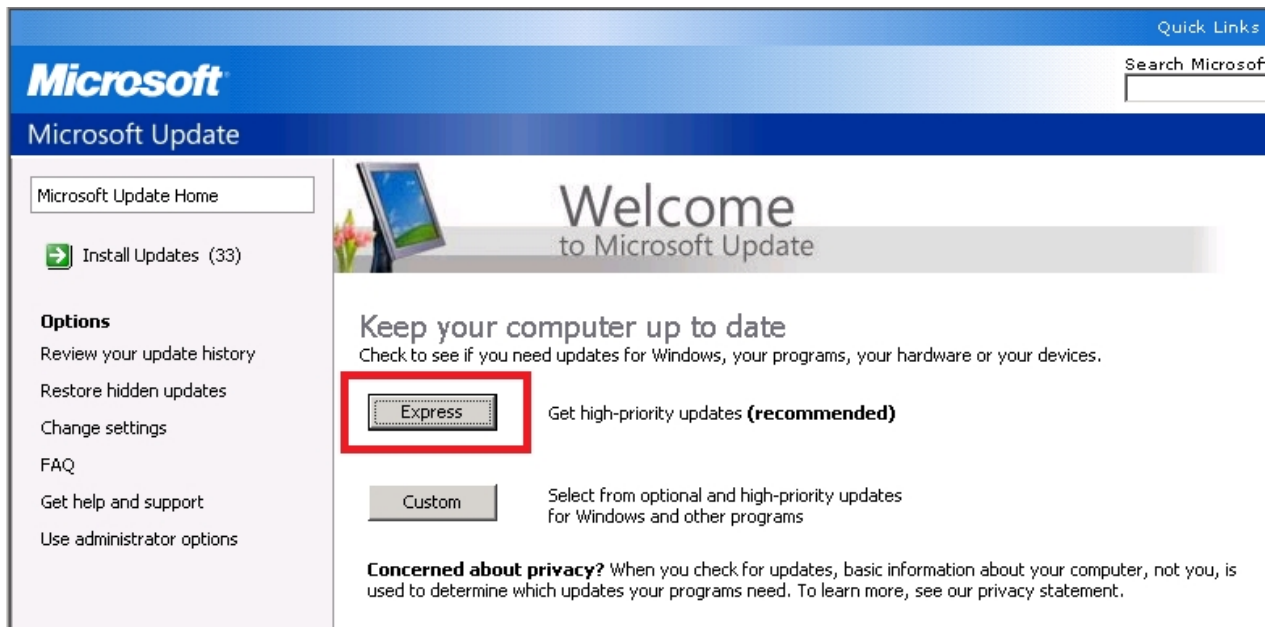 Quick Links
Microsoft
Search Microsof
Microsoft Update
Microsoft Update Home
Install Updates (33)
Options
Review your update history
Restore hidden updates
Change settings
FAQ
Get help and support
Use administrator options
Welcome
to Microsoft Update
Keep your computer up to date
Check to see if you need updates for Windows, your programs, your hardware or your devices.
Express
Get high-priority updates (recommended)
Custom
Select from optional and high-priority updates
for Windows and other programs
Concerned about privacy? When you check for updates, basic information about your computer, not you, is
used to determine which updates your programs need. To learn more, see our privacy statement.